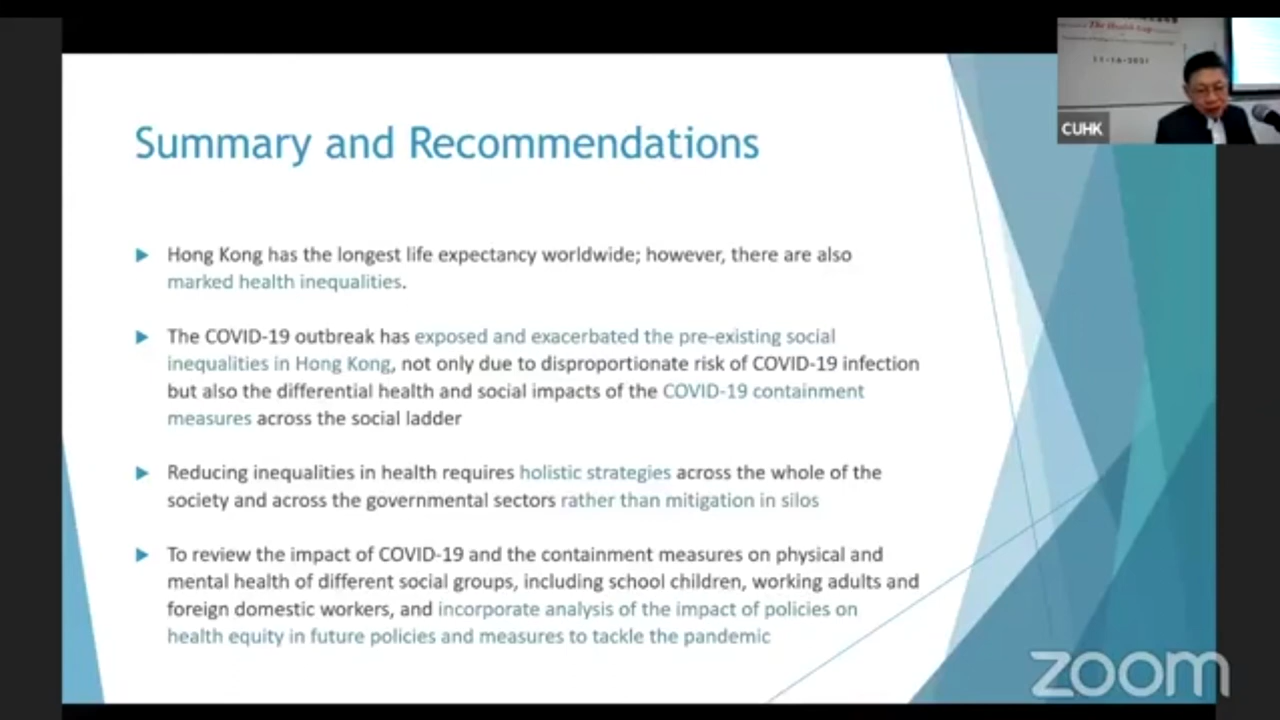 The Health Gap
11-16-2021
CUHK
Summary and Recommendations
Hong Kong has the longest life expectancy worldwide; however, there are also
marked health inequalities.
The COVID-19 outbreak has exposed and exacerbated the pre-existing social
inequalities in Hong Kong, not only due to disproportionate risk of COVID-19 infection
but also the differential health and social impacts of the COVID-19 containment
measures across the social ladder
Reducing inequalities in health requires holistic strategies across the whole of the
society and across the governmental sectors rather than mitigation in silos
To review the impact of COVID-19 and the containment measures on physical and
mental health of different social groups, including school children, working adults and
foreign domestic workers, and incorporate analysis of the impact of policies on
health equity in future policies and measures to tackle the pandemic
zoom